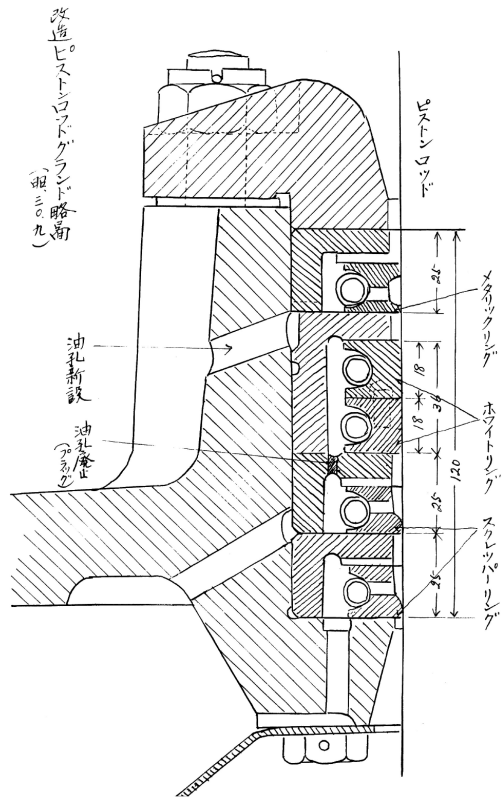 改造ピストンロッドグランド略図
(昭、三〇.九)
ピストンロッド
メタリックリング
ホワイトリング
スクレッパーリング
油孔新設
油孔廃止
(プラッグ)
25
18
36
18
120
25
25